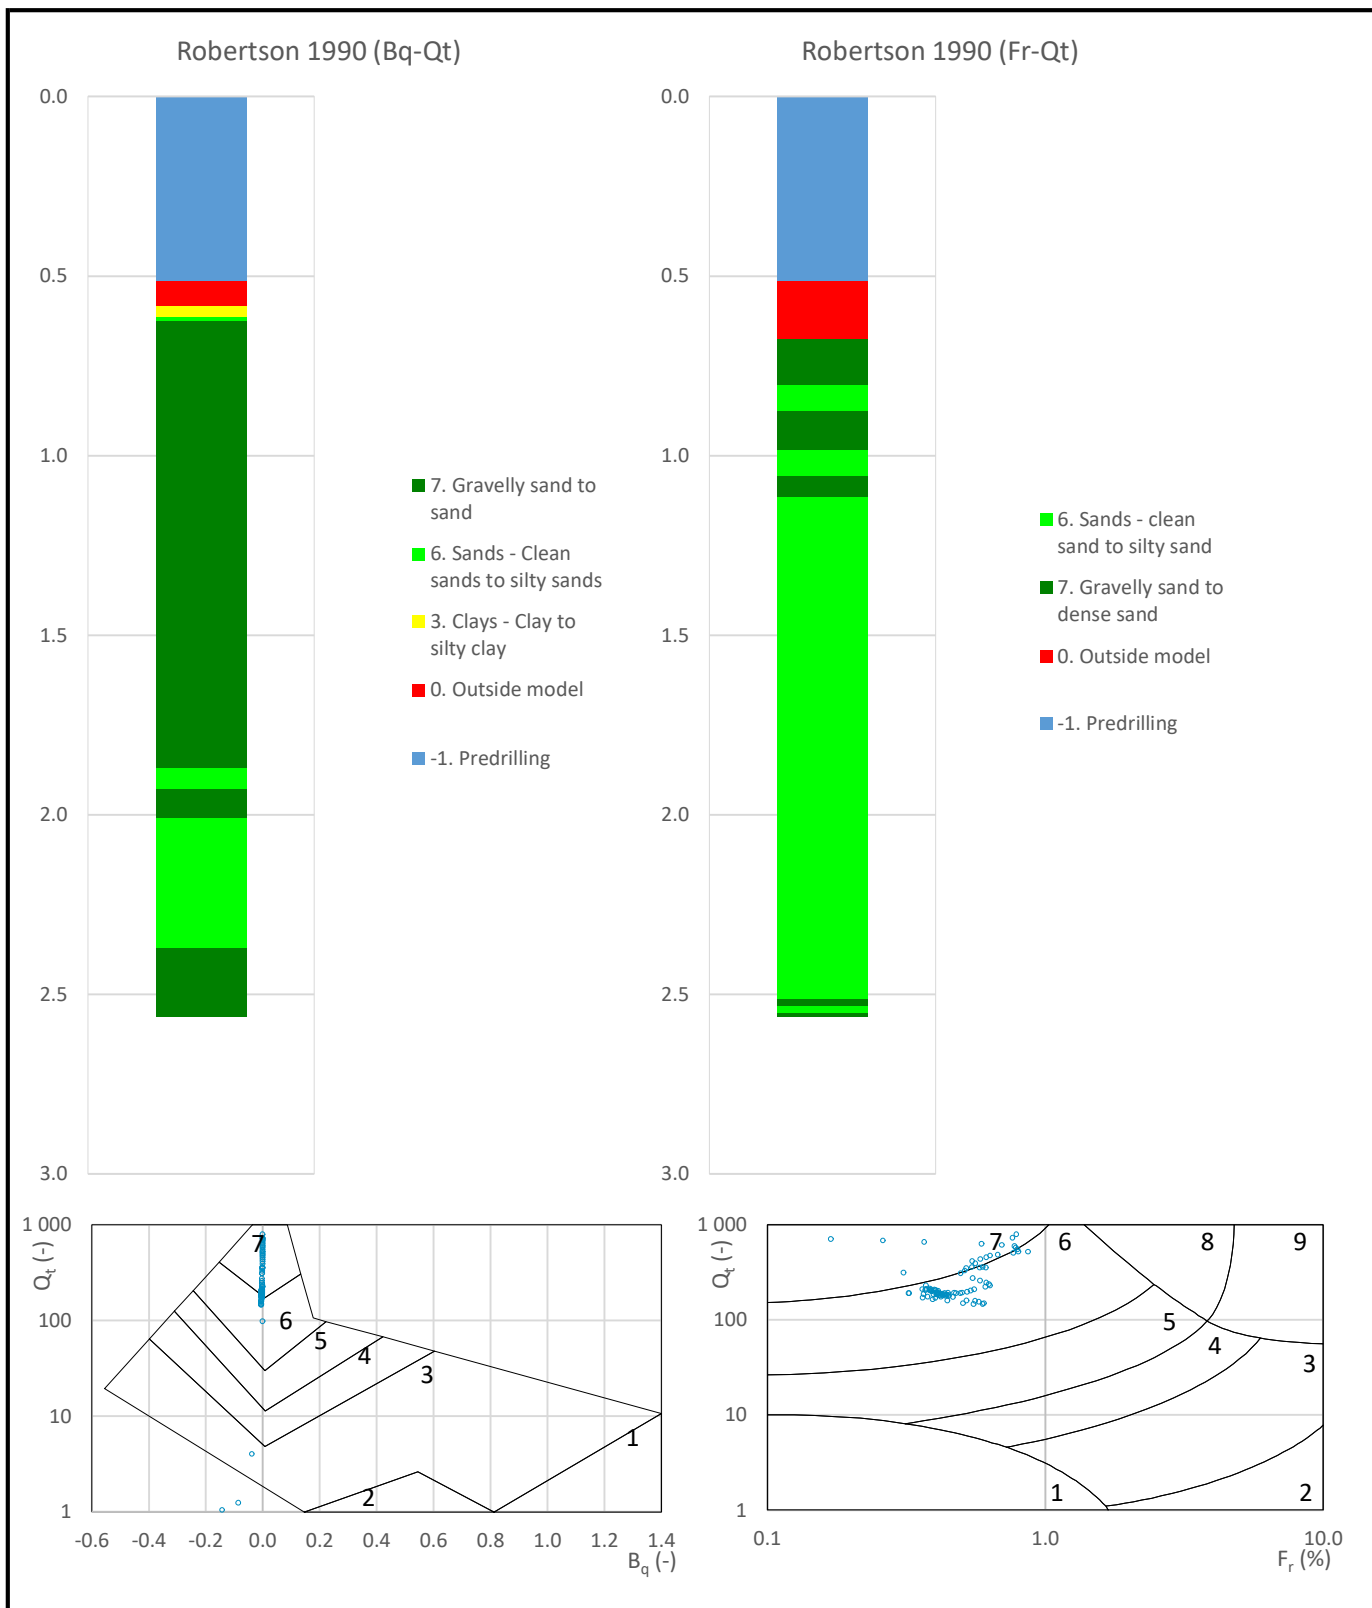 Robertson 1990 (Bq-Qt)
0.0
0.5
1.0
1.5
2.0
2.5
3.0
7. Gravelly sand to
sand
6. Sands - Clean
sands to silty sands
3. Clays - Clay to
silty clay
0. Outside model
-1. Predrilling
Robertson 1990 (Fr-Qt)
0.0
0.5
1.0
1.5
2.0
2.5
3.0
6. Sands - clean
sand to silty sand
7. Gravelly sand to
dense sand
0. Outside model
-1. Predrilling
Qt (-)
1 000
100
10
1
7
6
5
4
3
1
2
-0.6 -0.4 -0.2 0.0 0.2 0.4 0.6 0.8 1.0 1.2 1.4
Bq (-)
Qt (-)
1 000
100
10
1
7 6 8 9
5
4 3
1 2
0.1 1.0 10.0
Fr (%)